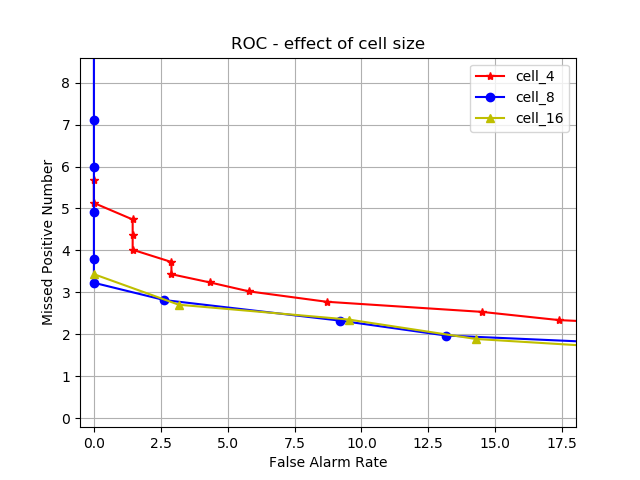 ROC - effect of cell size
cell_4
cell_8
cell_16
Missed Positive Number
8
7
6
5
4
3
2
1
0
0.0 2.5 5.0 7.5 10.0 12.5 15.0 17.5
False Alarm Rate